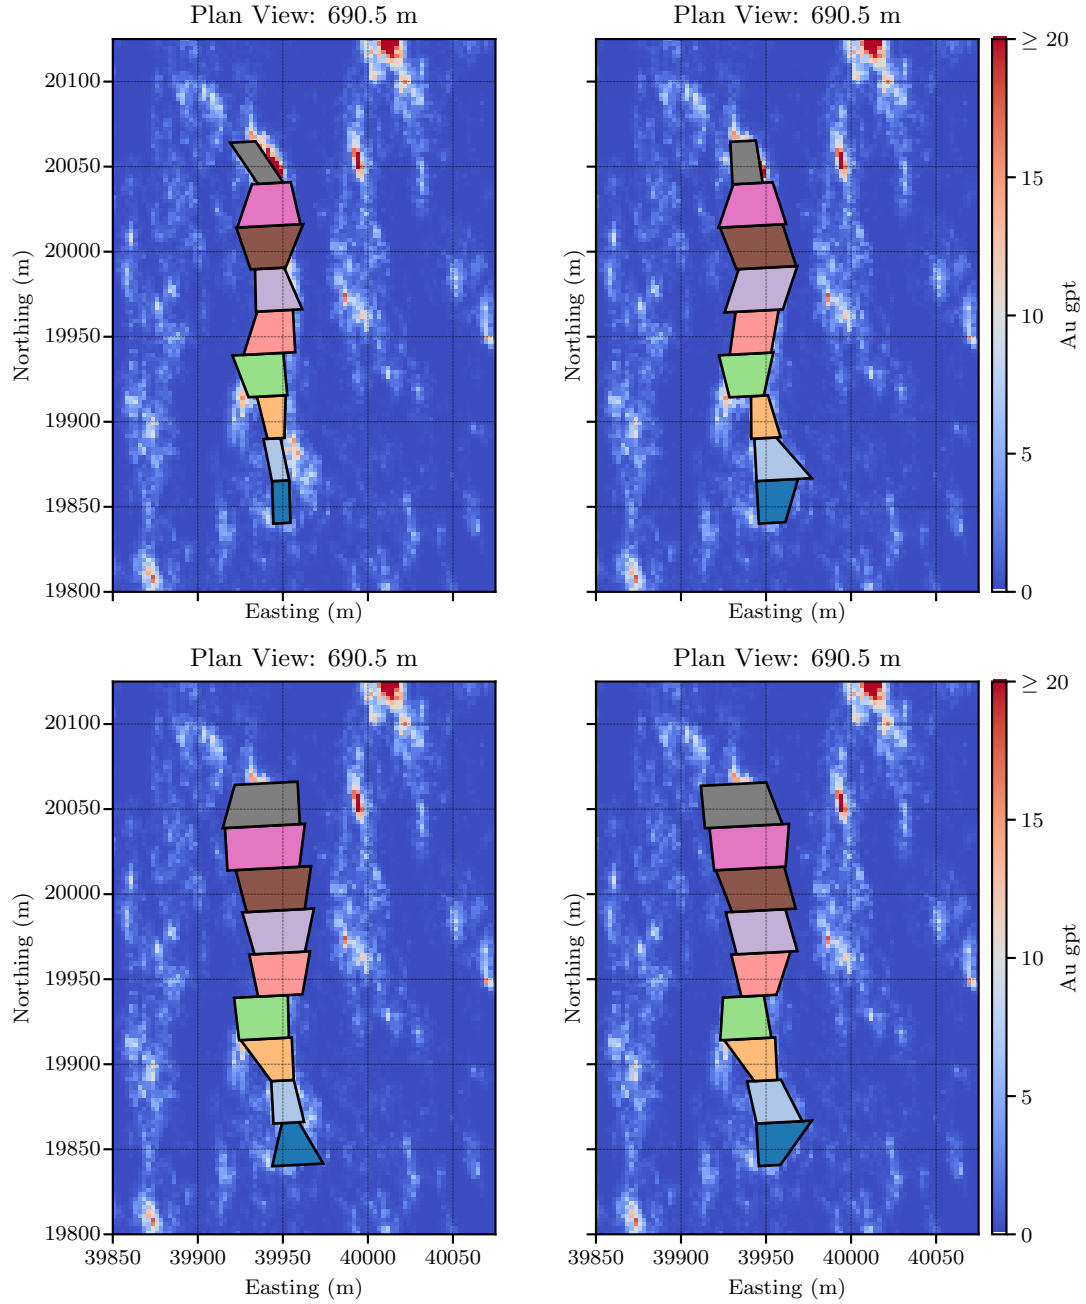 Plan View: 690.5 m
Plan View: 690.5 m
20100
20050
20000
19950
19900
19850
19800
Northing (m)
Easting (m)
Northing (m)
Easting (m)
≥ 20
15
10
5
0
Au gpt
Plan View: 690.5 m
Plan View: 690.5 m
20100
20050
20000
19950
19900
19850
19800
Northing (m)
39850
39900
39950
40000
40050
Easting (m)
Northing (m)
39850
39900
39950
40000
40050
Easting (m)
≥ 20
15
10
5
0
Au gpt